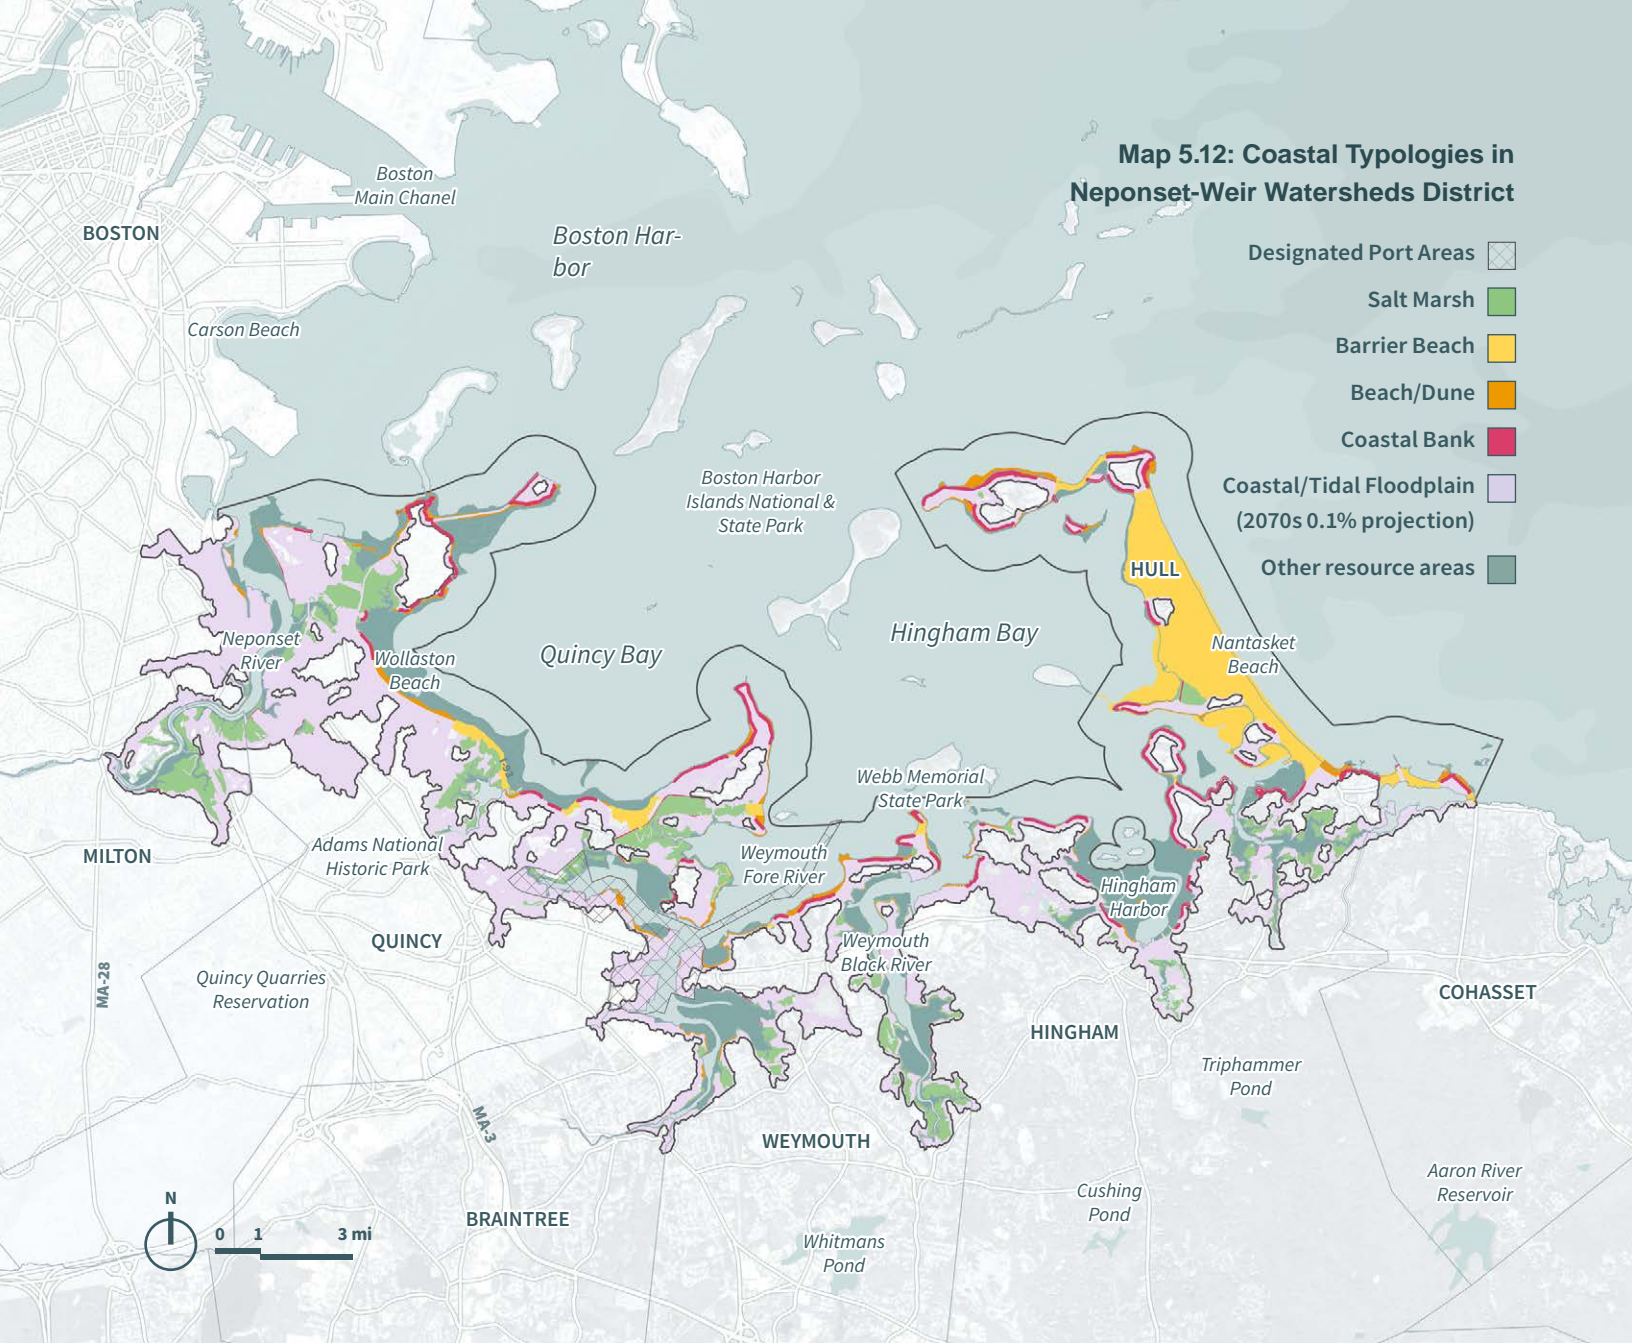 Map 5.12: Coastal Typologies in
Neponset-Weir Watersheds District
Designated Port Areas
Salt Marsh
Barrier Beach
Beach/Dune
Coastal Bank
Coastal/Tidal Floodplain
(2070s 0.1% projection)
Other resource areas
Boston
Main Chanel
BOSTON
Boston Har-
bor
Carson Beach
Boston Harbor
Islands National &
State Park
HULL
Neponset
River
Wollaston
Beach
Quincy Bay
Hingham Bay
Nantasket
Beach
Webb Memorial
State Park
MILTON
Adams National
Historic Park
Weymouth
Fore River
Hingham
Harbor
QUINCY
Weymouth
Black River
Quincy Quarries
Reservation
MA-28
COHASSET
HINGHAM
Triphammer
Pond
MA-3
WEYMOUTH
Aaron River
Reservoir
Cushing
Pond
N
BRAINTREE
0 1 3 mi
Whitmans
Pond